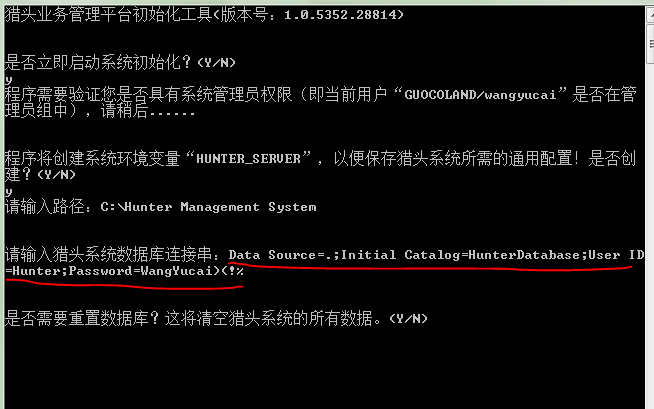 猎头业务管理平台初始化工具(版本号：1.0.5352.28814)
是否立即启动系统初始化？(Y/N)
y
程序需要验证您是否具有系统管理员权限（即当前用户“GUOCOLAND/wangyucai”是否在管
理员组中），请稍后......
程序将创建系统环境变量“HUNTER_SERVER”，以便保存猎头系统所需的通用配置！是否创
建？(Y/N)
y
请输入路径：C:\Hunter Management System
请输入猎头系统数据库连接串：Data Source=.;Initial Catalog=HunterDatabase;User ID
=Hunter;Password=WangYucai)(!%
是否需要重置数据库？这将清空猎头系统的所有数据。(Y/N)